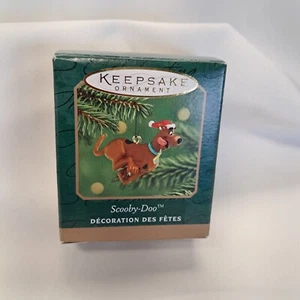 KEEPSAKE
ORNAMENT
Scooby-Doo™
DÉCORATION DES FÊTES